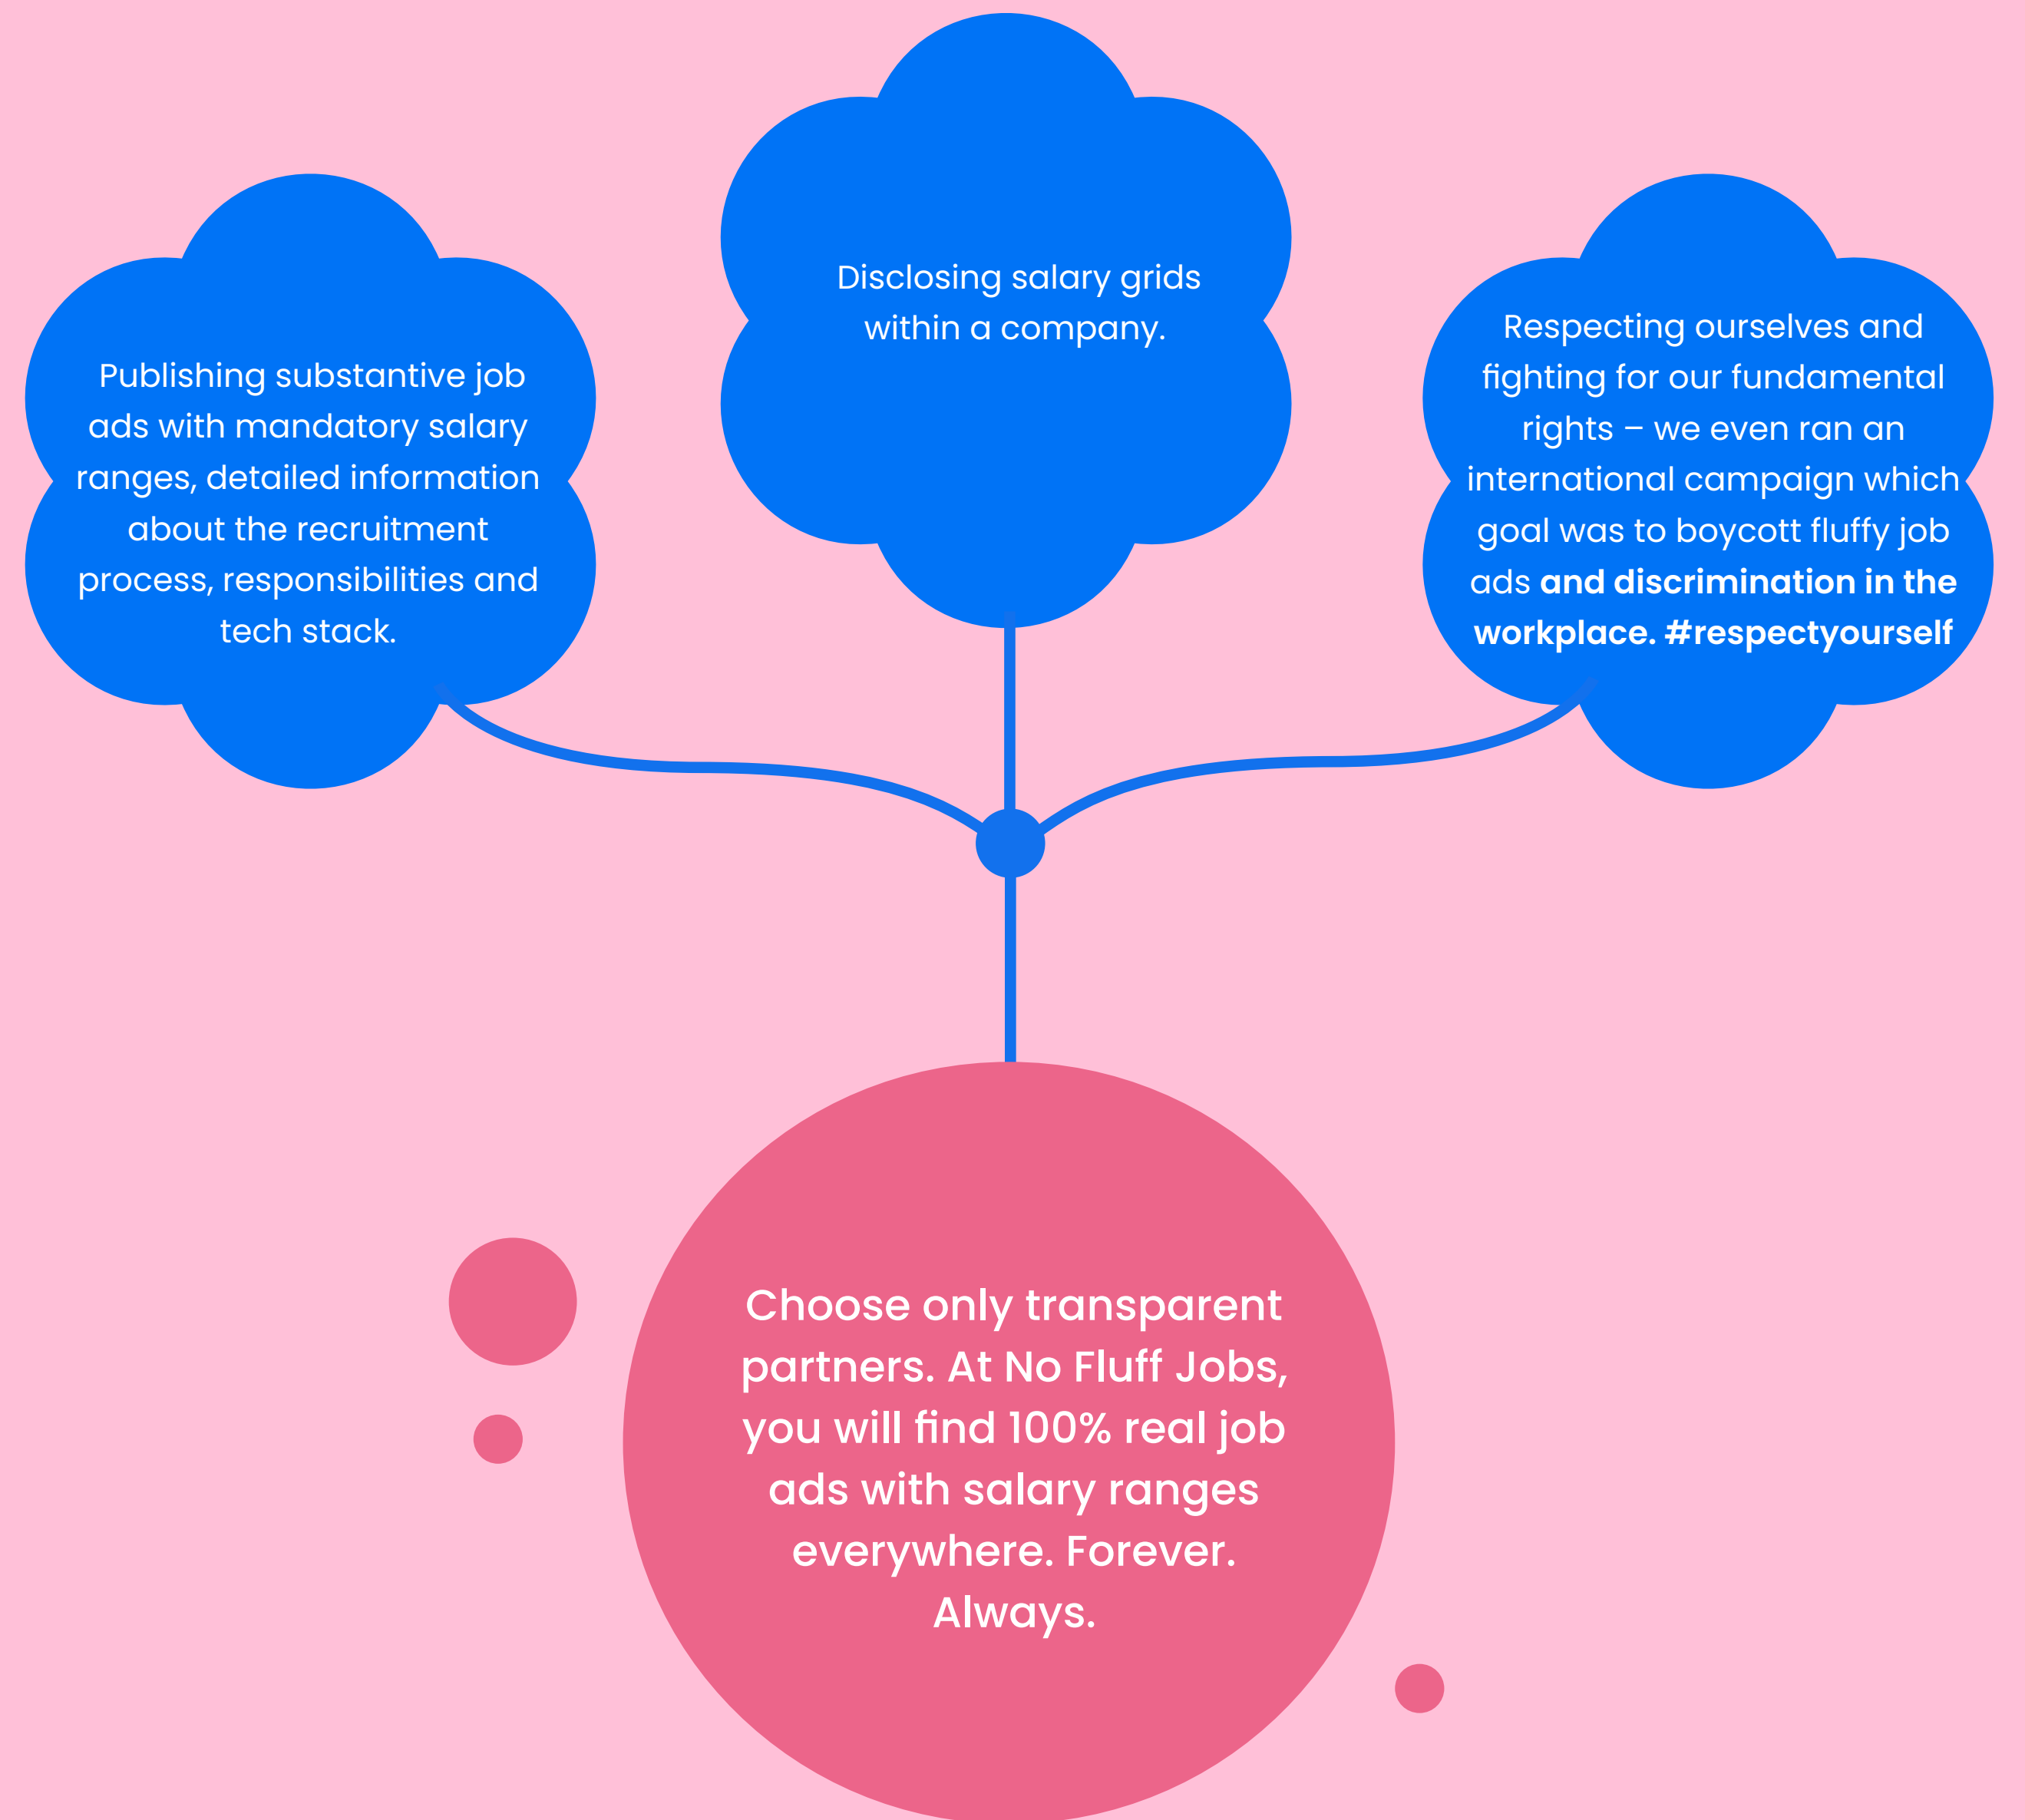 Publishing substantive job
ads with mandatory salary
ranges, detailed information
about the recruitment
process, responsibilities and
tech stack.
Disclosing salary grids
within a company.
Respecting ourselves and
fighting for our fundamental
rights – we even ran an
international campaign which
goal was to boycott fluffy job
ads and discrimination in the
workplace. #respectyourself
Choose only transparent
partners. At No Fluff Jobs,
you will find 100% real job
ads with salary ranges
everywhere. Forever.
Always.